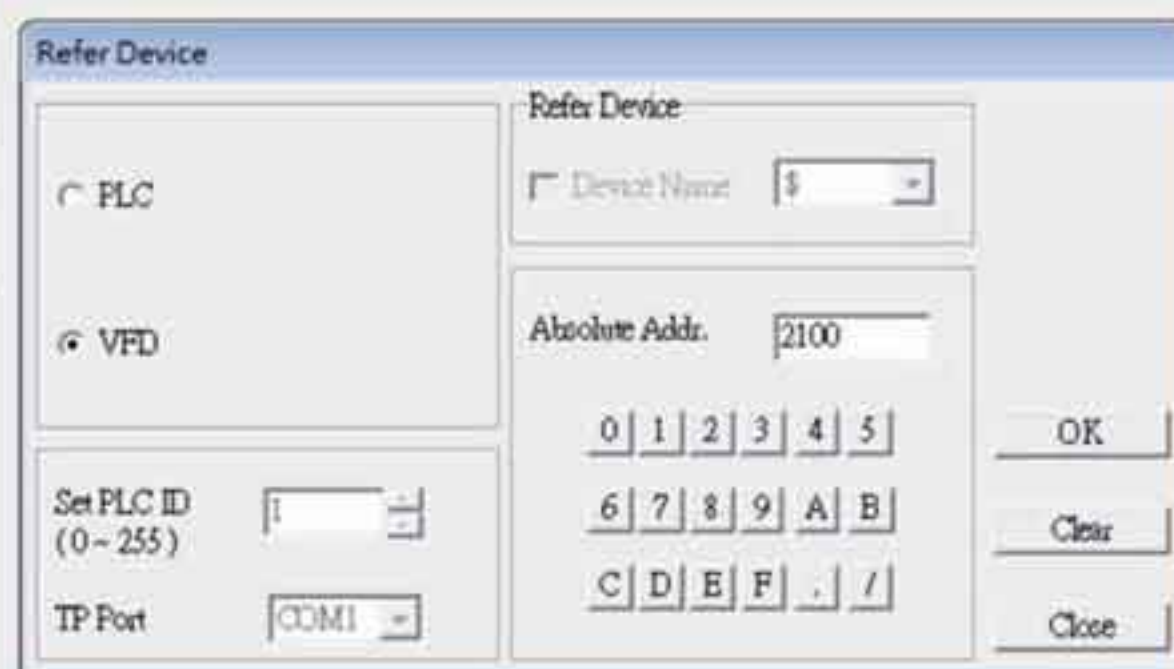 Refer Device
PLC
VFD
Set PLC ID
(0 ~ 255)
1
TP Port
COM1
Refer Device
Device Name
$
Absolute Addr.
2100
0 1 2 3 4 5
6 7 8 9 A B
C D E F . /
OK
Clear
Close